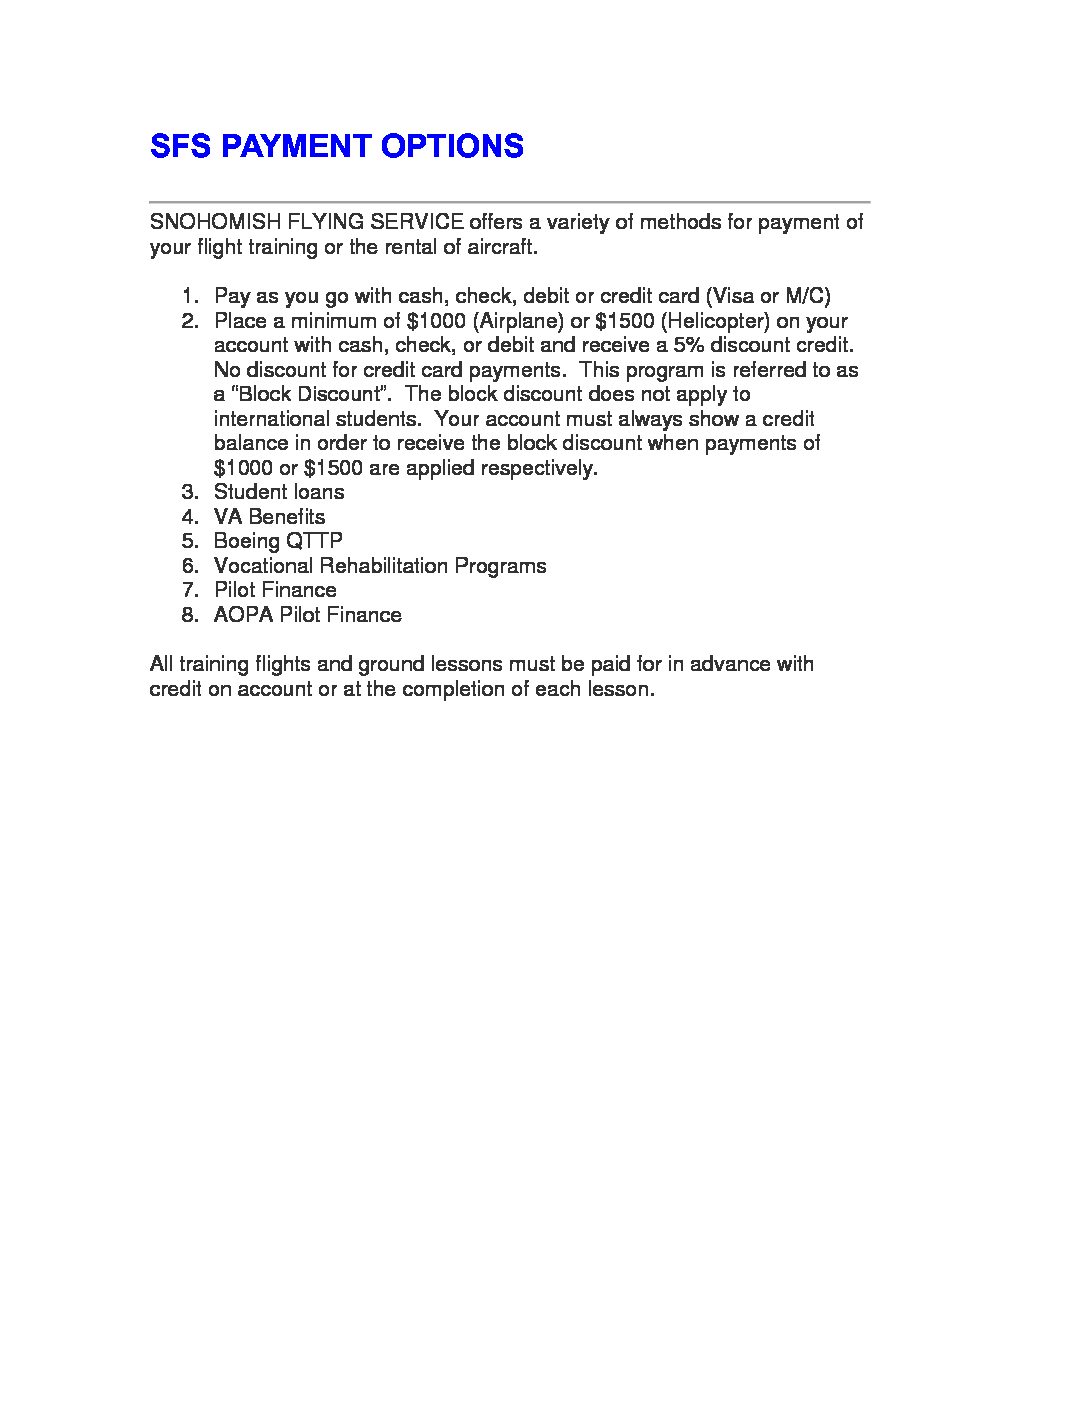 SFS PAYMENT OPTIONS
SNOHOMISH FLYING SERVICE offers a variety of methods for payment of
your flight training or the rental of aircraft.
1. Pay as you go with cash, check, debit or credit card (Visa or M/C)
2. Place a minimum of $1000 (Airplane) or $1500 (Helicopter) on your
account with cash, check, or debit and receive a 5% discount credit.
No discount for credit card payments.  This program is referred to as
a “Block Discount”.  The block discount does not apply to
international students.  Your account must always show a credit
balance in order to receive the block discount when payments of
$1000 or $1500 are applied respectively.
3. Student loans
4. VA Benefits
5. Boeing QTTP
6. Vocational Rehabilitation Programs
7. Pilot Finance
8. AOPA Pilot Finance
All training flights and ground lessons must be paid for in advance with
credit on account or at the completion of each lesson.